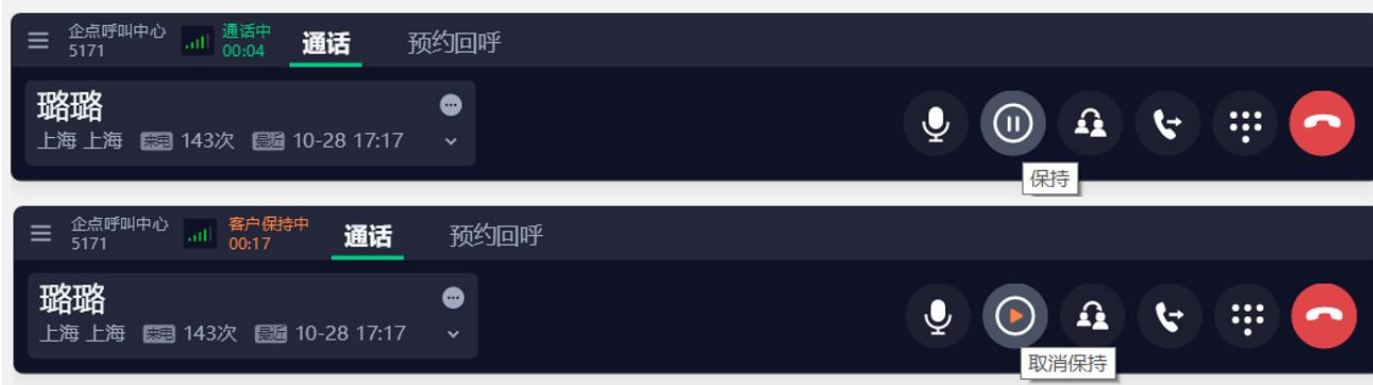 企点呼叫中心 通话中
5171 00:04 通话 预约回呼
璐璐
上海 上海 来电 143次 最近 10-28 17:17
保持
企点呼叫中心 客户保持中
5171 00:17 通话 预约回呼
璐璐
上海 上海 来电 143次 最近 10-28 17:17
取消保持